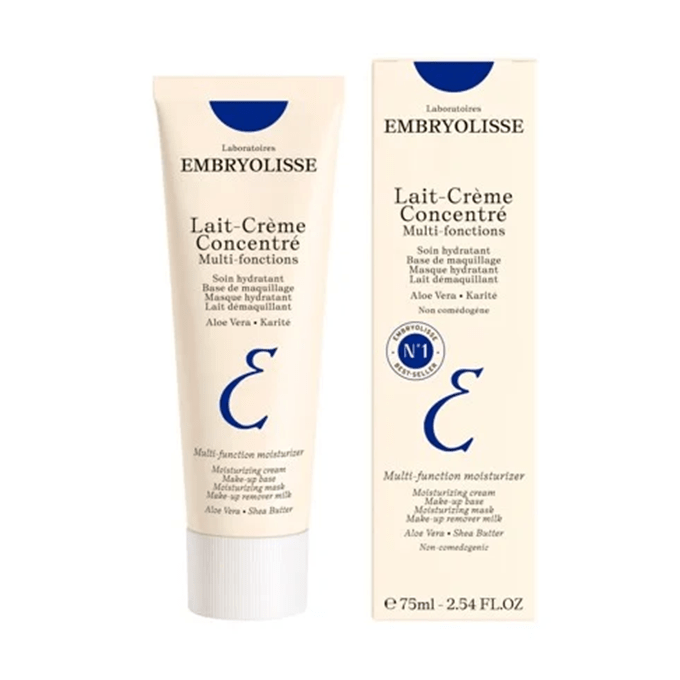 Laboratoires
EMBRYOLISSE
Lait-Crème
Concentré
Multi-fonctions
Soin hydratant
Base de maquillage
Masque hydratant
Lait démaquillant
Aloe Vera • Karité
Multi-function moisturizer
Moisturizing cream
Make-up base
Moisturizing mask
Make-up remover milk
Aloe Vera • Shea Butter
Laboratoires
EMBRYOLISSE
Lait-Crème
Concentré
Multi-fonctions
Soin hydratant
Base de maquillage
Masque hydratant
Lait démaquillant
Aloe Vera • Karité
Non comédogène
EMBRYOLISSE
N°1
BEST-SELLER
Multi-function moisturizer
Moisturizing cream
Make-up base
Moisturizing mask
Make-up remover milk
Aloe Vera • Shea Butter
Non-comedogenic
℮ 75ml - 2.54 FL.OZ